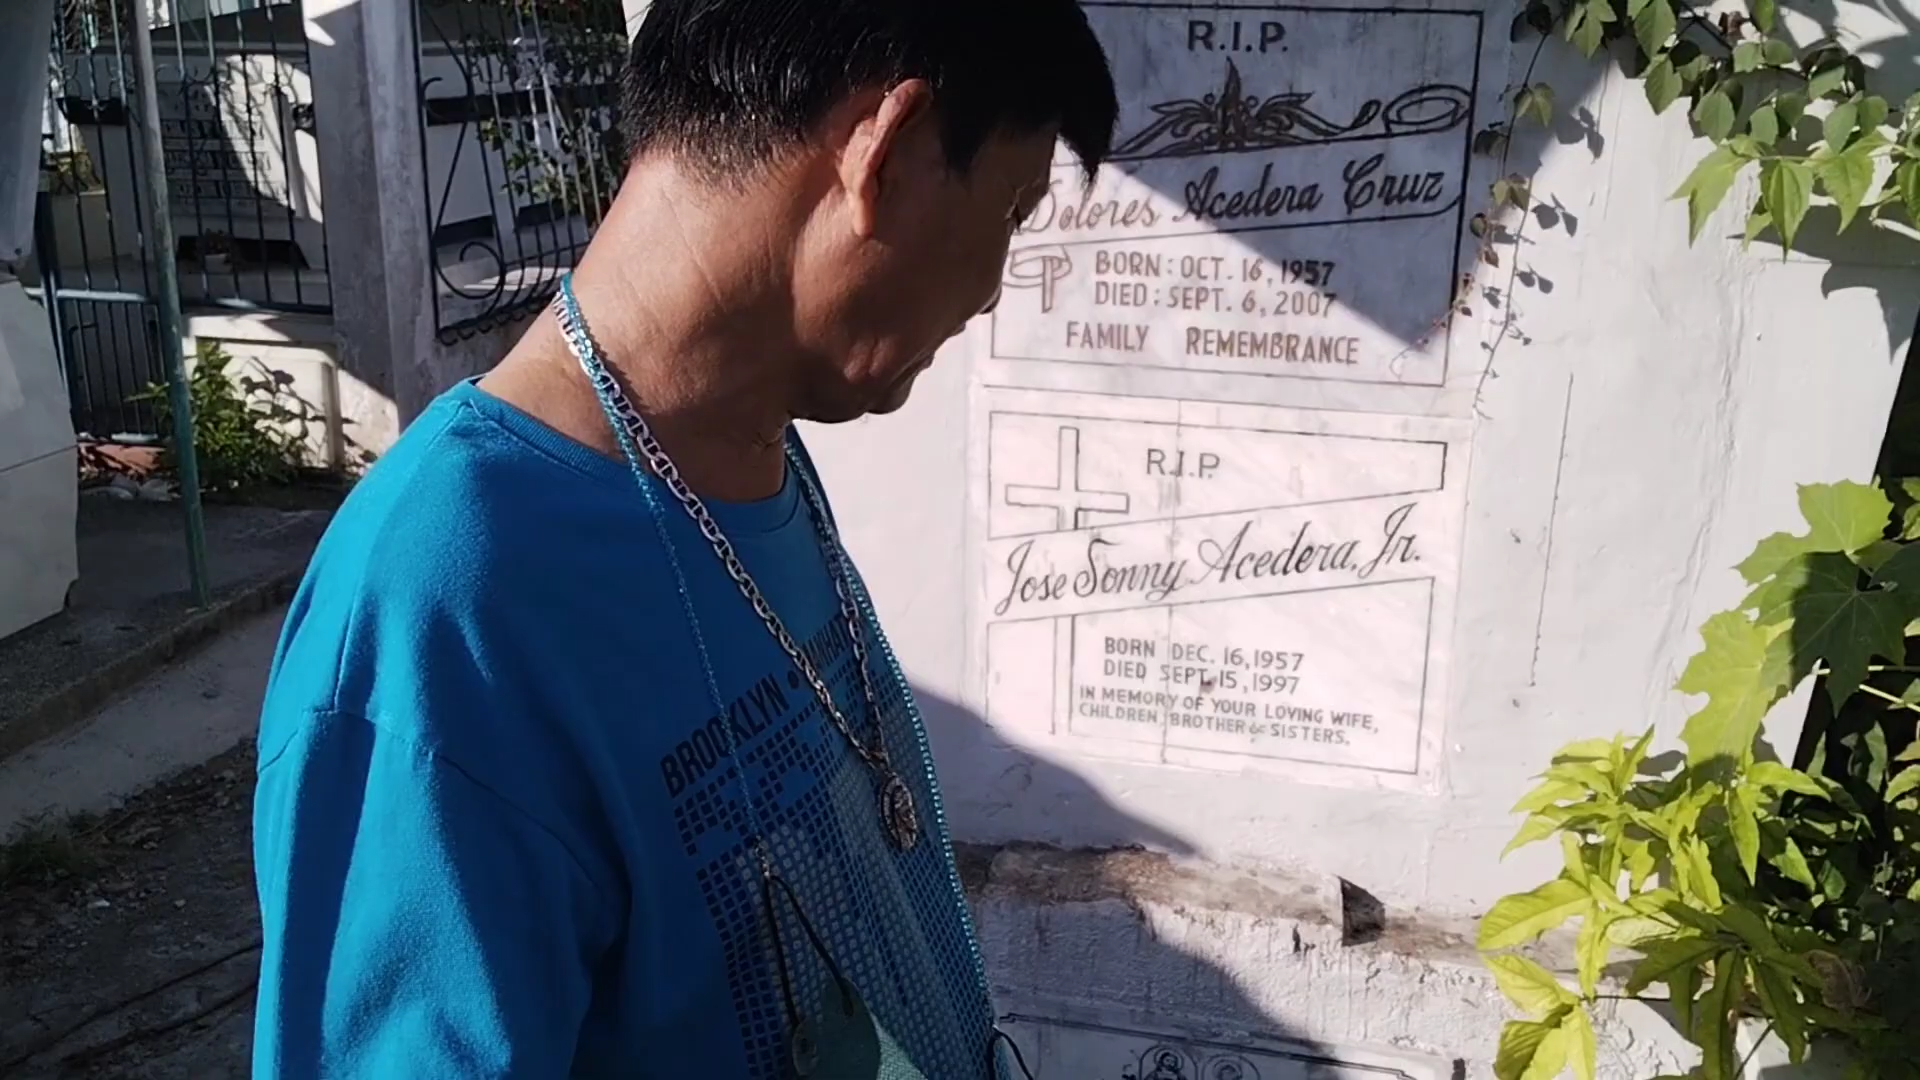 R.I.P.
Dolores Acedera Cruz
BORN: OCT. 16, 1957
DIED: SEPT. 6, 2007
FAMILY REMEMBRANCE
R.I.P.
Jose Sonny Acedera, Jr.
BORN DEC. 16, 1957
DIED SEPT. 15, 1997
IN MEMORY OF YOUR LOVING WIFE,
CHILDREN, BROTHER & SISTERS.
BROOKLYN •